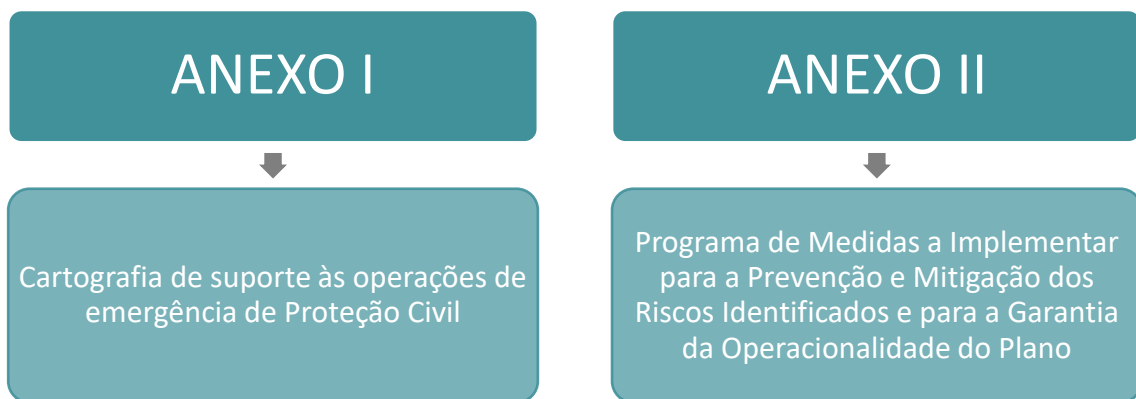 ANEXO I
Cartografia de suporte às operações de
emergência de Proteção Civil
ANEXO II
Programa de Medidas a Implementar
para a Prevenção e Mitigação dos
Riscos Identificados e para a Garantia
da Operacionalidade do Plano